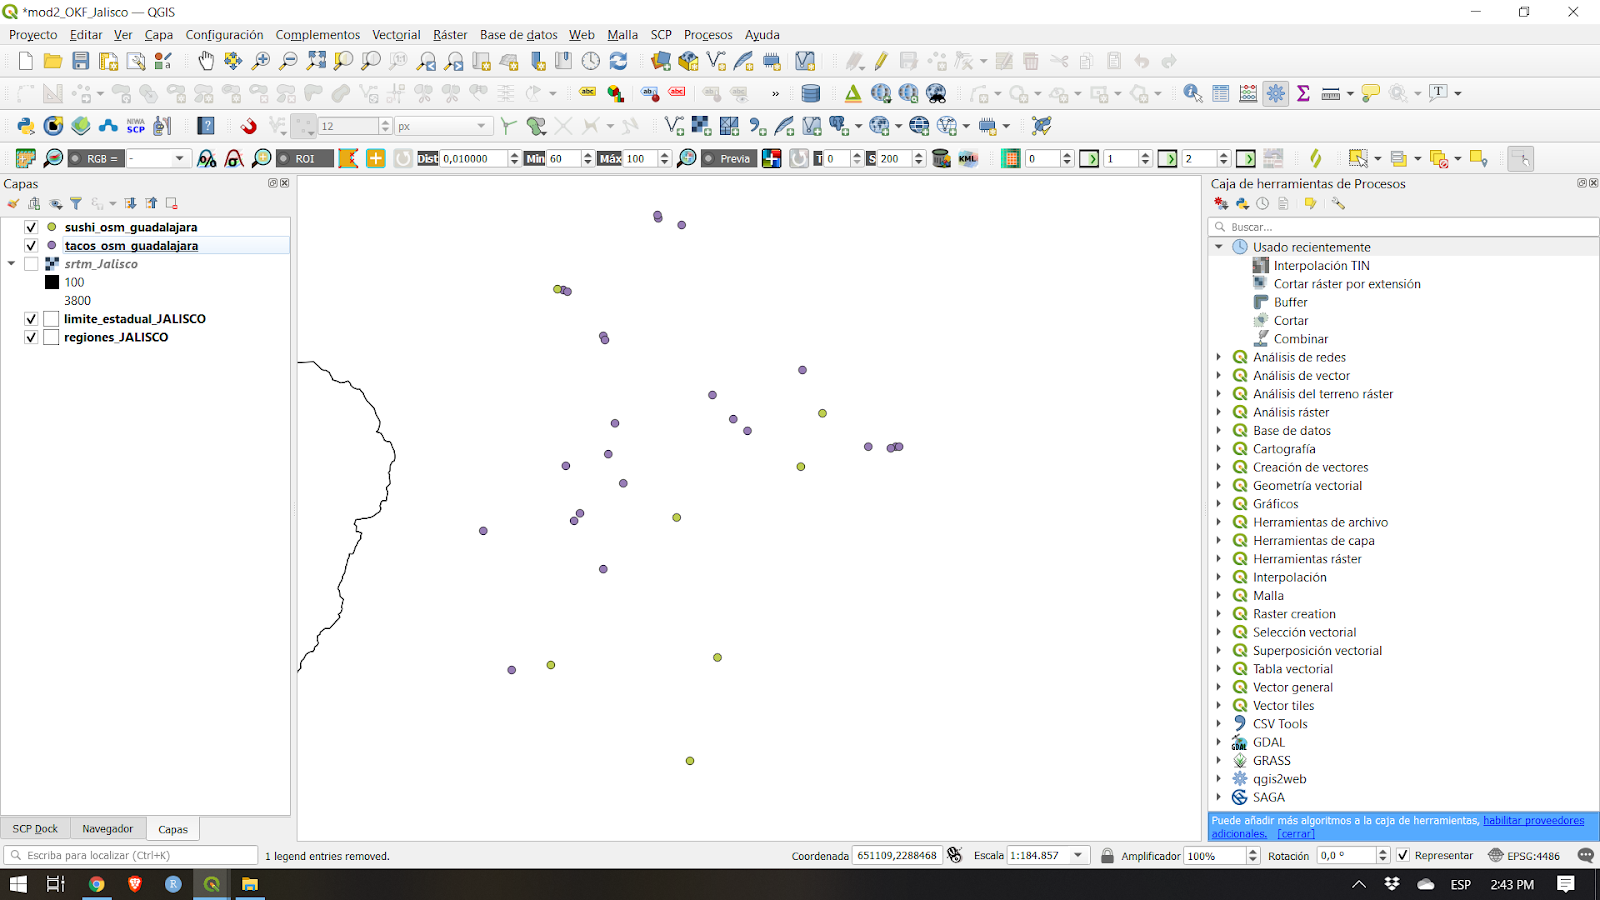 *mod2_OKF_Jalisco — QGIS
Proyecto Editar Ver Capa Configuración Complementos Vectorial Ráster Base de datos Web Malla SCP Procesos Ayuda
abc abc abc »
NIWA SCP 12 px
RGB = - ROI Dist 0,010000 Min 60 Máx 100 Previa T 0 S 200 KML 0 1 2
Capas
sushi_osm_guadalajara
tacos_osm_guadalajara
srtm_Jalisco
100
3800
limite_estadual_JALISCO
regiones_JALISCO
SCP Dock Navegador Capas
Caja de herramientas de Procesos
Buscar...
Usado recientemente
Interpolación TIN
Cortar ráster por extensión
Buffer
Cortar
Combinar
Análisis de redes
Análisis de vector
Análisis del terreno ráster
Análisis ráster
Base de datos
Cartografía
Creación de vectores
Geometría vectorial
Gráficos
Herramientas de archivo
Herramientas de capa
Herramientas ráster
Interpolación
Malla
Raster creation
Selección vectorial
Superposición vectorial
Tabla vectorial
Vector general
Vector tiles
CSV Tools
GDAL
GRASS
qgis2web
SAGA
Puede añadir más algoritmos a la caja de herramientas, habilitar proveedores
adicionales. [cerrar]
Escriba para localizar (Ctrl+K) 1 legend entries removed. Coordenada 651109,2288468 Escala 1:184.857 Amplificador 100% Rotación 0,0 ° Representar EPSG:4486
ESP 2:43 PM